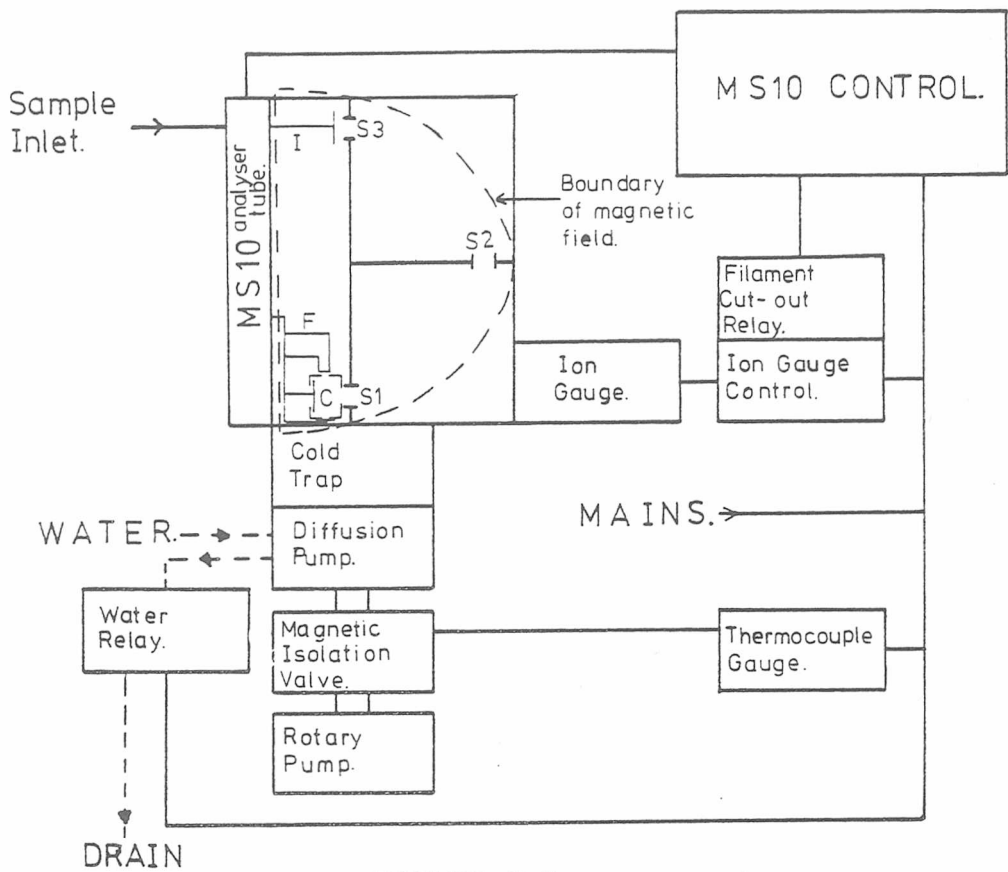 MS10 CONTROL.
Sample
Inlet.
MS10 analyser
tube.
I
S3
Boundary
of magnetic
field.
S2
F
C
S1
Filament
Cut-out
Relay.
Ion
Gauge.
Ion Gauge
Control.
Cold
Trap
MAINS.
WATER.
Diffusion
Pump.
Water
Relay.
Magnetic
Isolation
Valve.
Thermocouple
Gauge.
Rotary
Pump.
DRAIN